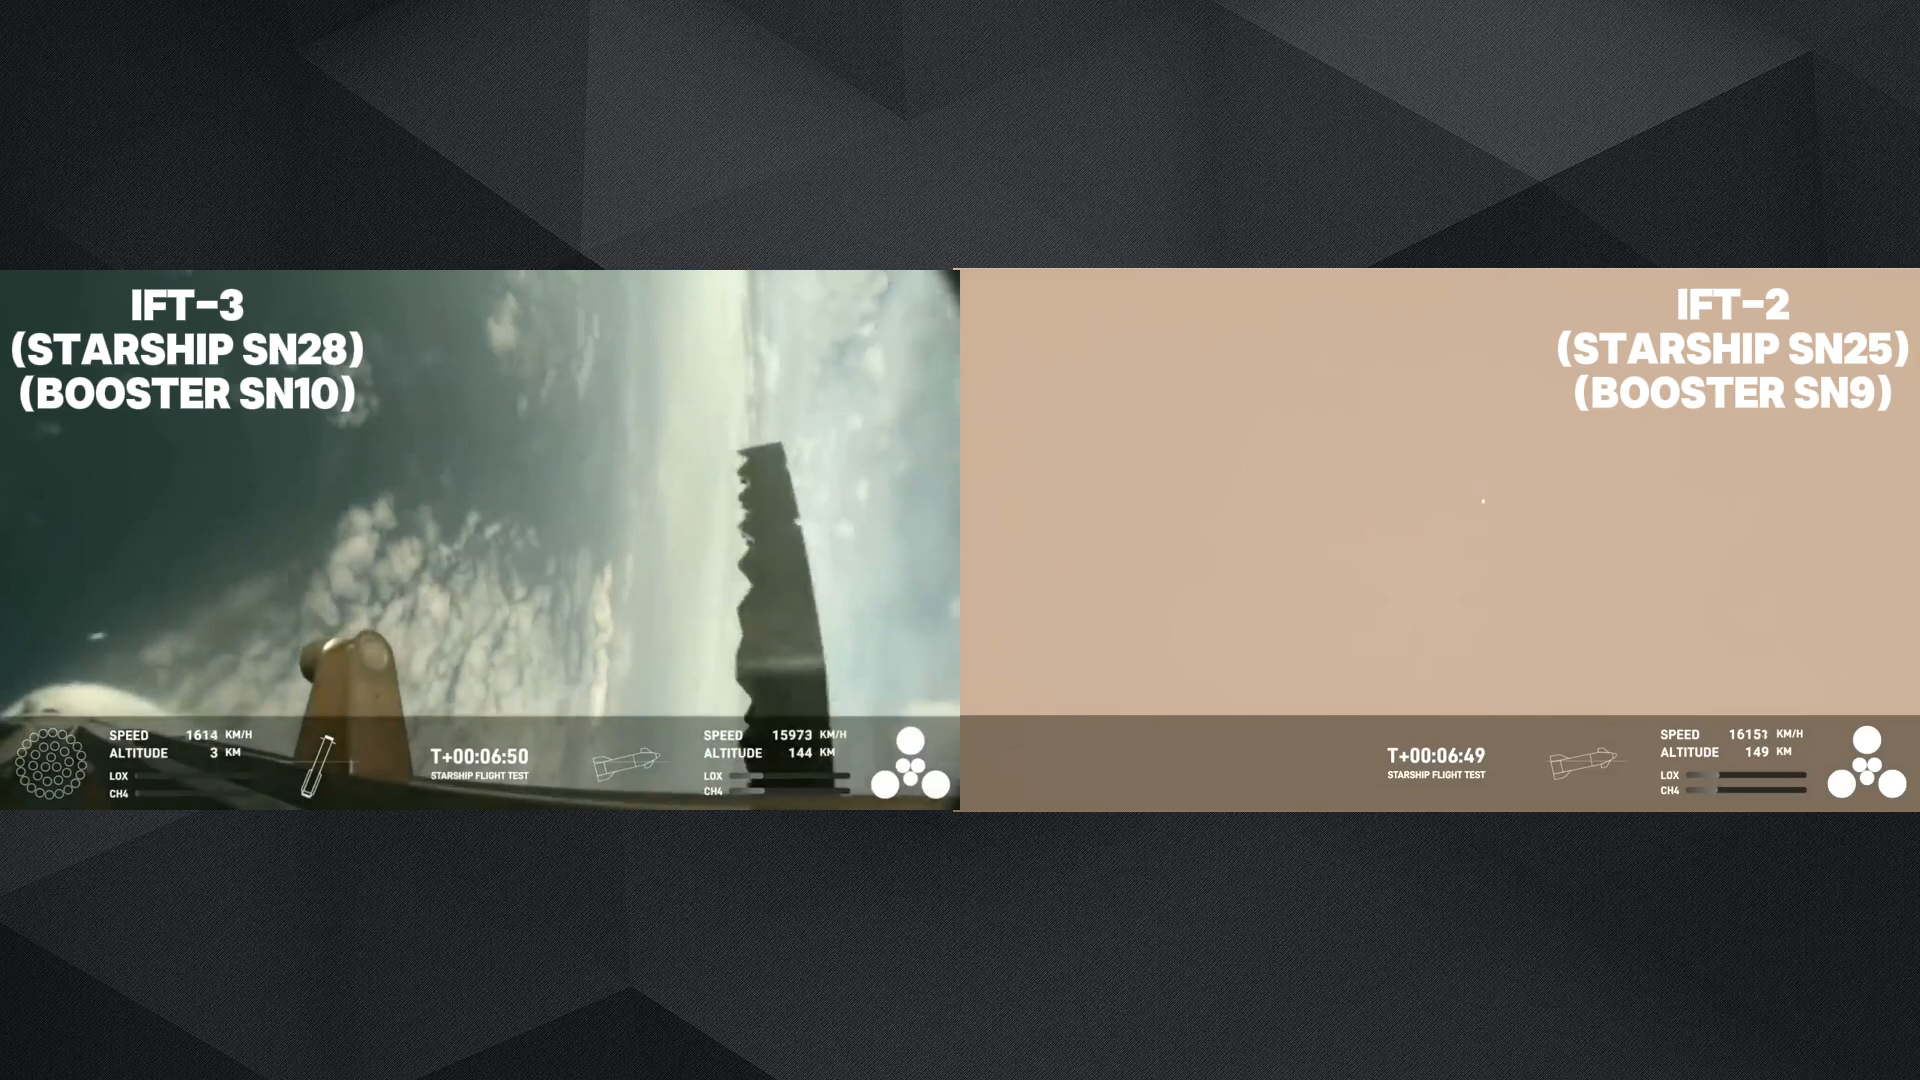 IFT-3
(STARSHIP SN28)
(BOOSTER SN10)
SPEED 1614 KM/H
ALTITUDE 3 KM
LOX
CH4
T+00:06:50
STARSHIP FLIGHT TEST
SPEED 15973 KM/H
ALTITUDE 144 KM
LOX
CH4
IFT-2
(STARSHIP SN25)
(BOOSTER SN9)
T+00:06:49
STARSHIP FLIGHT TEST
SPEED KM/H
ALTITUDE 149 KM
LOX
CH4